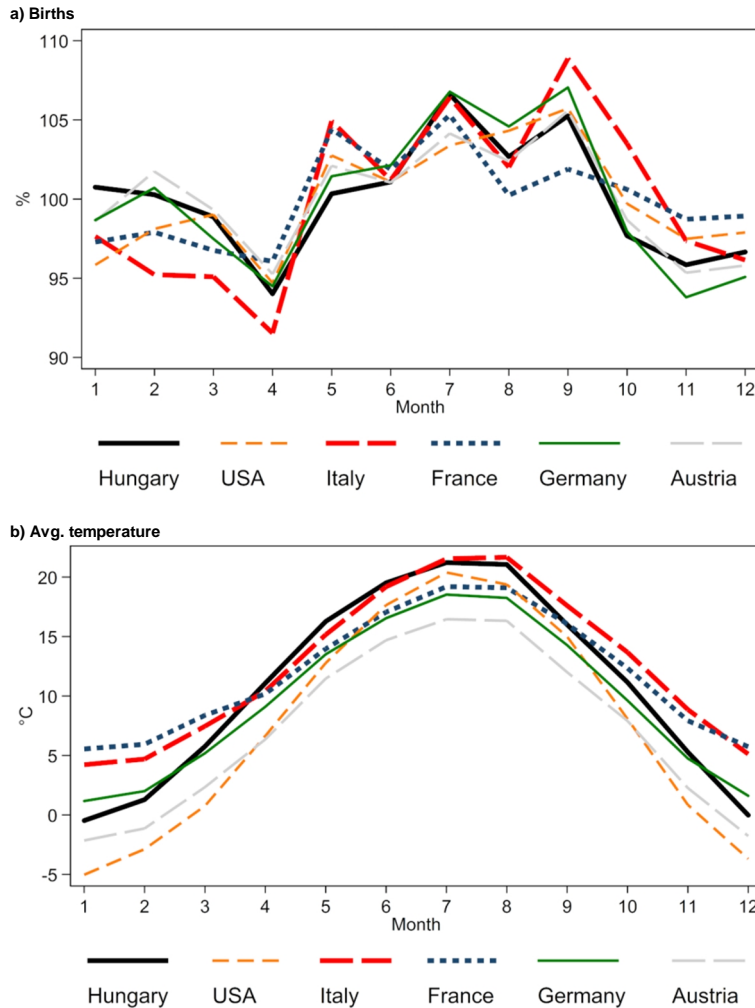 a) Births
110
105
100
95
90
%
1 2 3 4 5 6 7 8 9 10 11 12
Month
Hungary USA Italy France Germany Austria
b) Avg. temperature
20
15
10
5
0
-5
°C
1 2 3 4 5 6 7 8 9 10 11 12
Month
Hungary USA Italy France Germany Austria